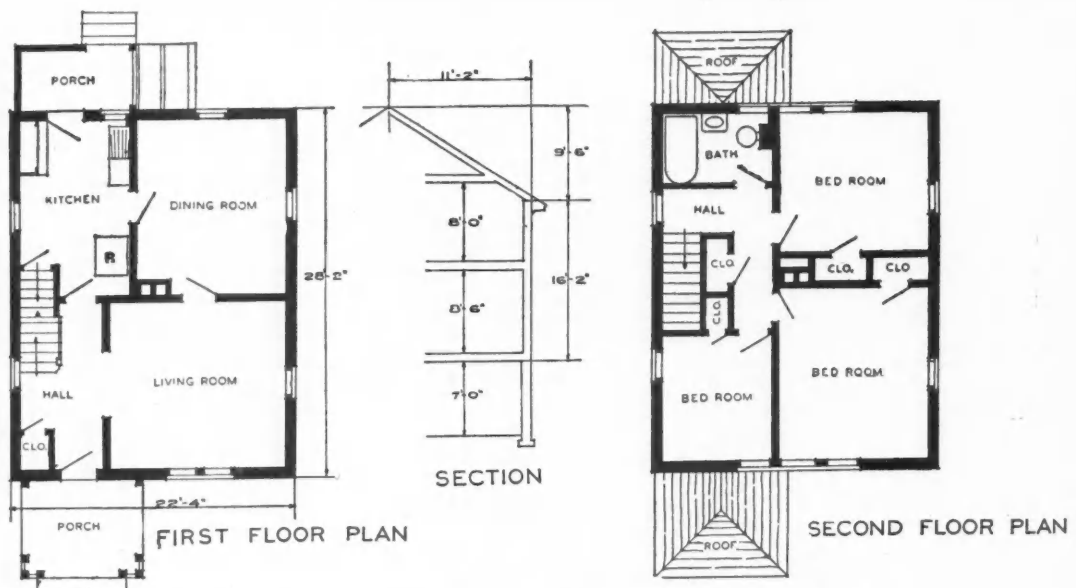 PORCH
KITCHEN
DINING ROOM
R
28'-2"
LIVING ROOM
HALL
CLO.
22'-4"
PORCH
FIRST FLOOR PLAN
11'-2"
9'-6"
8'-0"
16'-2"
8'-6"
7'-0"
SECTION
ROOF
BATH
BED ROOM
HALL
CLO.
CLO.
CLO
CLO
BED ROOM
BED ROOM
ROOF
SECOND FLOOR PLAN